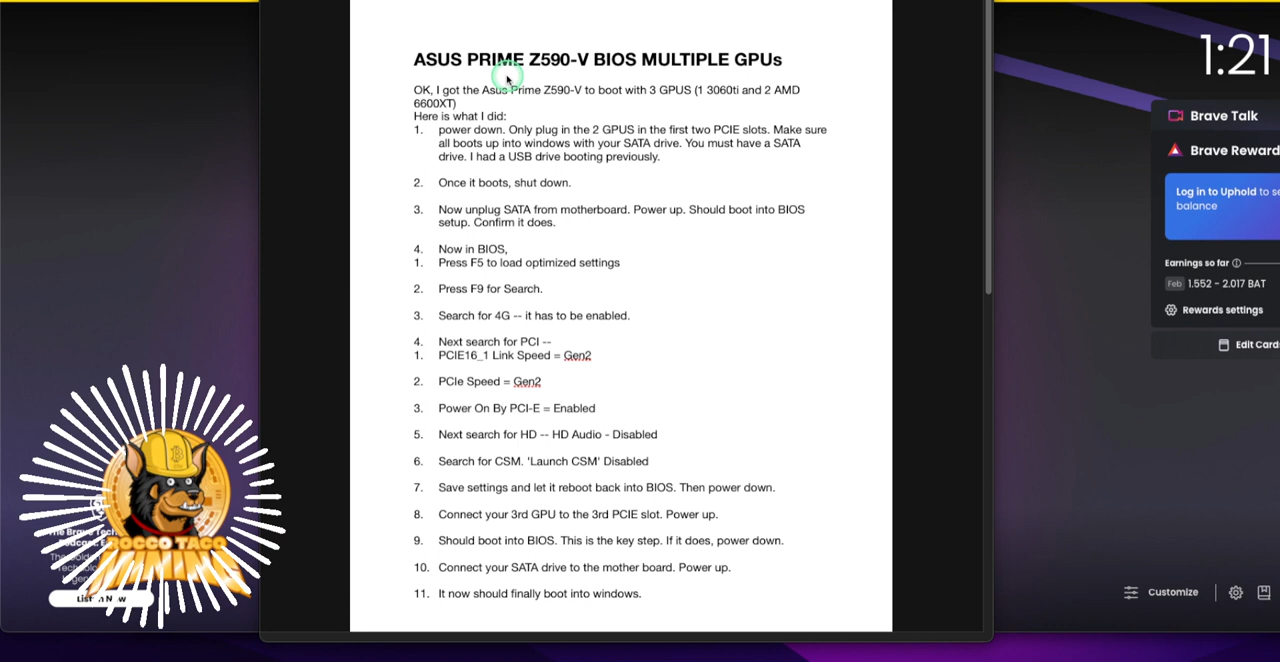 ASUS PRIME Z590-V BIOS MULTIPLE GPUs
OK, I got the Asus Prime Z590-V to boot with 3 GPUS (1 3060ti and 2 AMD
6600XT)
Here is what I did:
1. power down. Only plug in the 2 GPUS in the first two PCIE slots. Make sure
all boots up into windows with your SATA drive. You must have a SATA
drive. I had a USB drive booting previously.
2. Once it boots, shut down.
3. Now unplug SATA from motherboard. Power up. Should boot into BIOS
setup. Confirm it does.
4. Now in BIOS,
1. Press F5 to load optimized settings
2. Press F9 for Search.
3. Search for 4G -- it has to be enabled.
4. Next search for PCI --
1. PCIE16_1 Link Speed = Gen2
2. PCIe Speed = Gen2
3. Power On By PCI-E = Enabled
5. Next search for HD -- HD Audio - Disabled
6. Search for CSM. 'Launch CSM' Disabled
7. Save settings and let it reboot back into BIOS. Then power down.
8. Connect your 3rd GPU to the 3rd PCIE slot. Power up.
9. Should boot into BIOS. This is the key step. If it does, power down.
10. Connect your SATA drive to the mother board. Power up.
11. It now should finally boot into windows.
1:21
Brave Talk
Brave Reward
Log in to Uphold to se
balance
Earnings so far
Feb 1.552 - 2.017 BAT
Rewards settings
Edit Card
Customize
ROCCO TACO